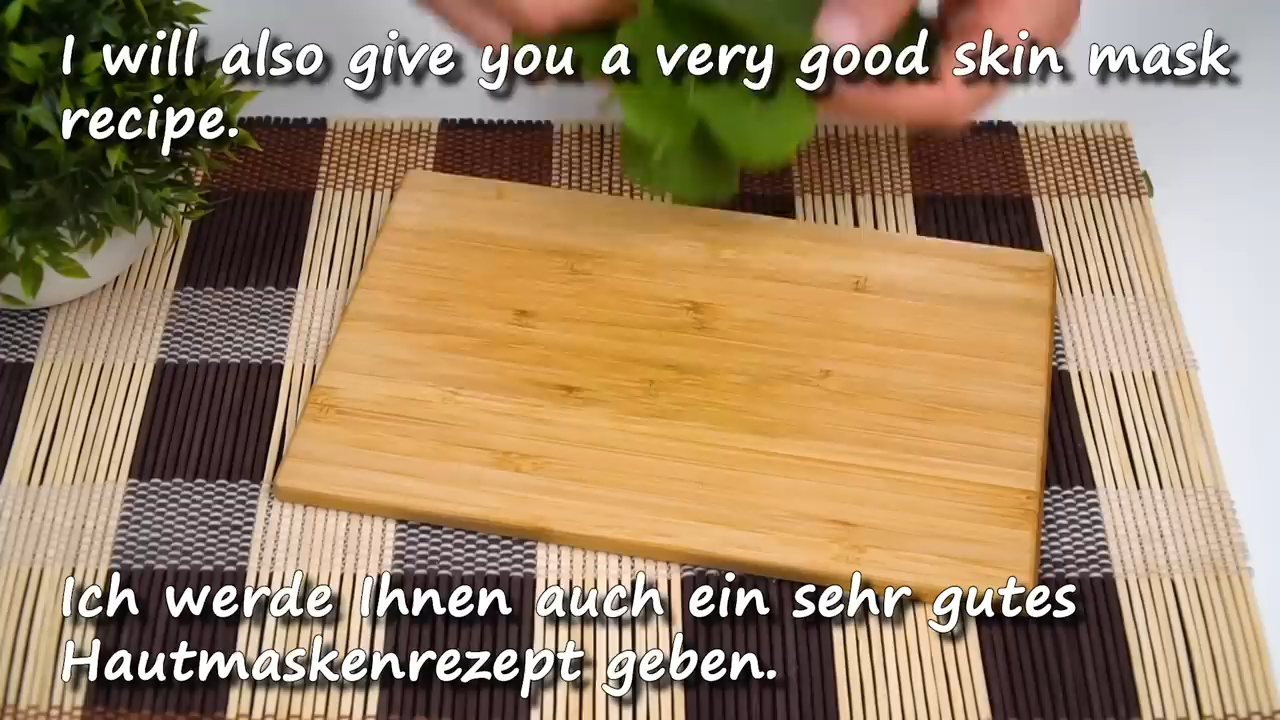 I will also give you a very good skin mask
recipe.
Ich werde Ihnen auch ein sehr gutes
Hautmaskenrezept geben.